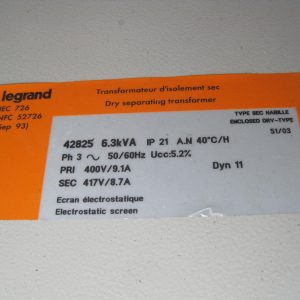 legrand
IEC 726
NFC 52726
Sep 93)
Transformateur d'isolement sec
Dry separating transformer
TYPE SEC HABILLE
ENCLOSED DRY-TYPE
51/03
42825 6.3kVA IP 21 A.N 40°C/H
Ph 3 ~ 50/60Hz Ucc:5.2%
Dyn 11
PRI 400V/9.1A
SEC 417V/8.7A
Ecran électrostatique
Electrostatic screen